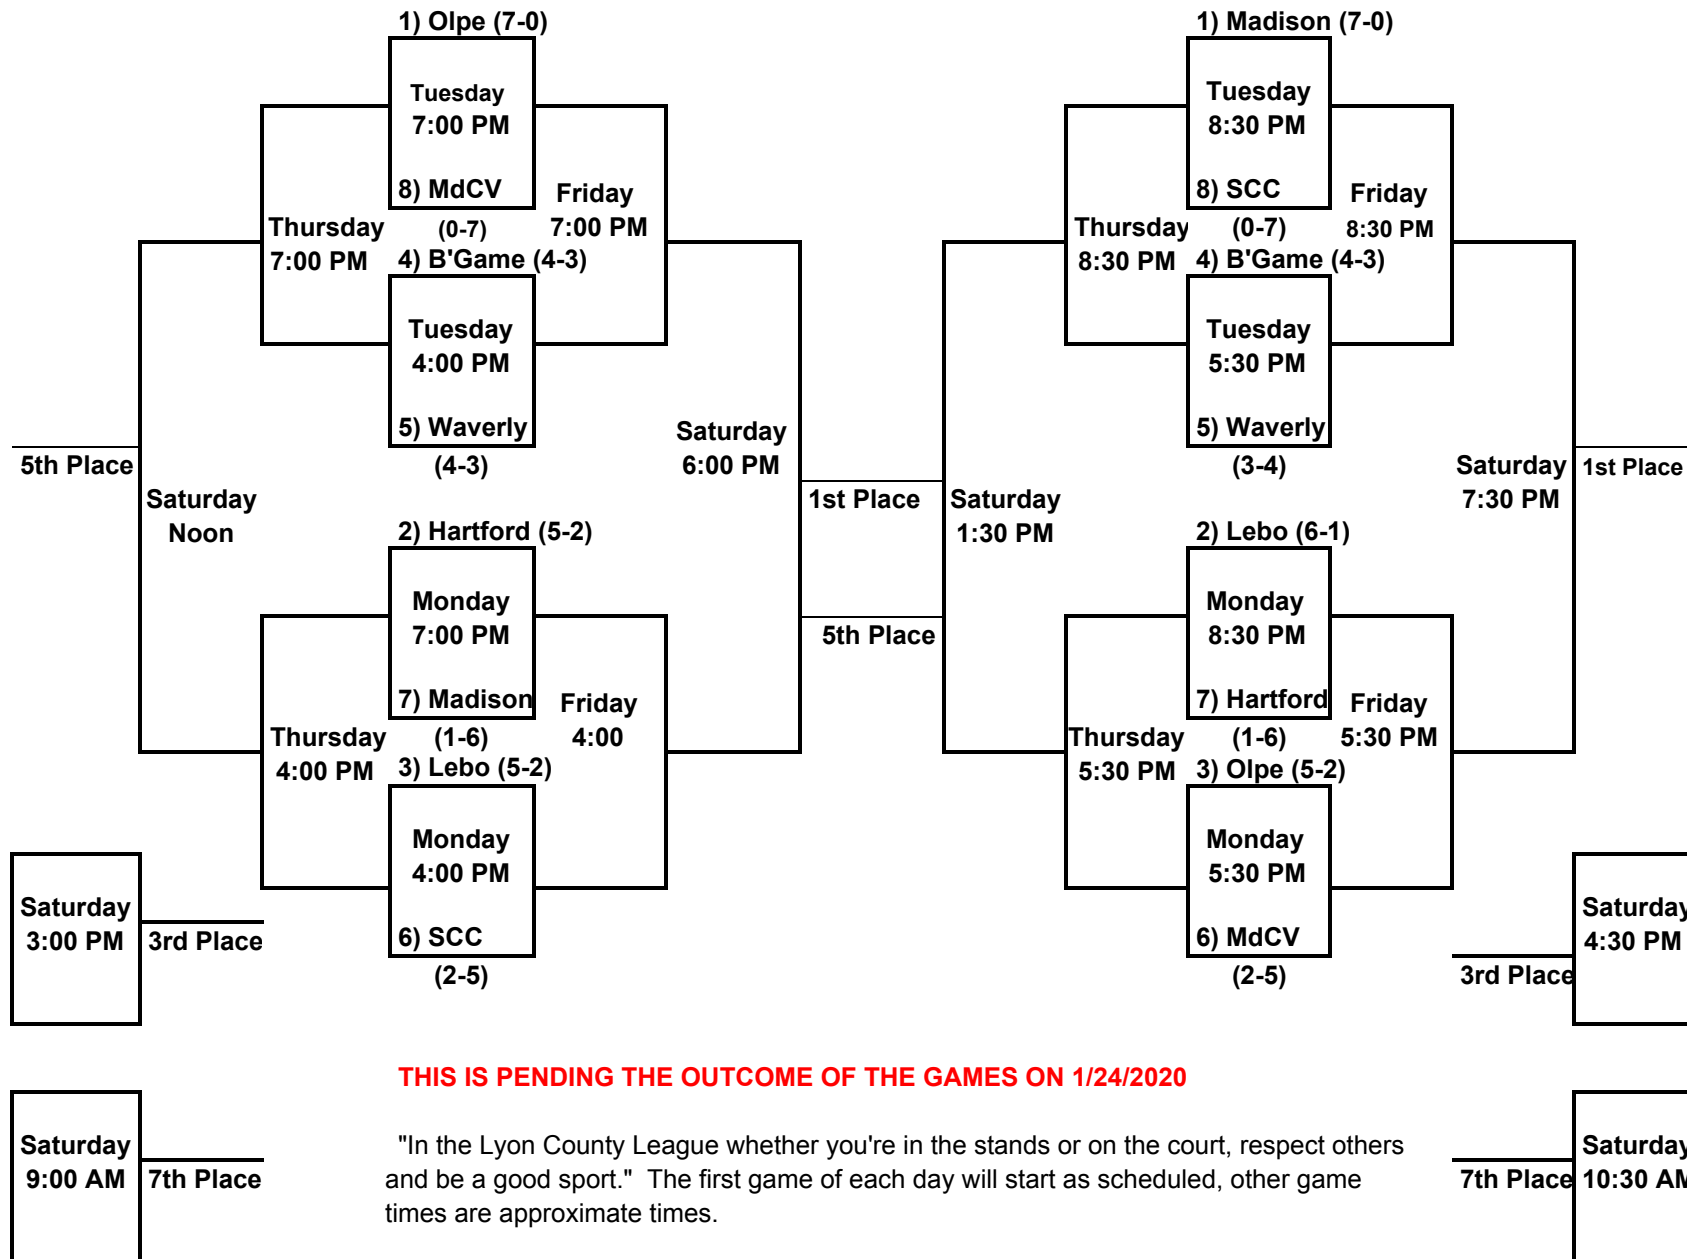 1) Olpe (7-0)
Tuesday
7:00 PM
8) MdCV
(0-7)
Thursday
7:00 PM
Friday
7:00 PM
4) B'Game (4-3)
Tuesday
4:00 PM
5) Waverly
(4-3)
5th Place
Saturday
Noon
Saturday
6:00 PM
1st Place
2) Hartford (5-2)
Monday
7:00 PM
7) Madison
(1-6)
Thursday
4:00 PM
Friday
4:00
3) Lebo (5-2)
Monday
4:00 PM
6) SCC
(2-5)
Saturday
3:00 PM
3rd Place
Saturday
9:00 AM
7th Place
1) Madison (7-0)
Tuesday
8:30 PM
8) SCC
(0-7)
Thursday
8:30 PM
Friday
8:30 PM
4) B'Game (4-3)
Tuesday
5:30 PM
5) Waverly
(3-4)
5th Place
Saturday
1:30 PM
Saturday
7:30 PM
1st Place
2) Lebo (6-1)
Monday
8:30 PM
7) Hartford
(1-6)
Thursday
5:30 PM
Friday
5:30 PM
3) Olpe (5-2)
Monday
5:30 PM
6) MdCV
(2-5)
Saturday
4:30 PM
3rd Place
Saturday
10:30 AM
7th Place
THIS IS PENDING THE OUTCOME OF THE GAMES ON 1/24/2020
"In the Lyon County League whether you're in the stands or on the court, respect others
and be a good sport." The first game of each day will start as scheduled, other game
times are approximate times.